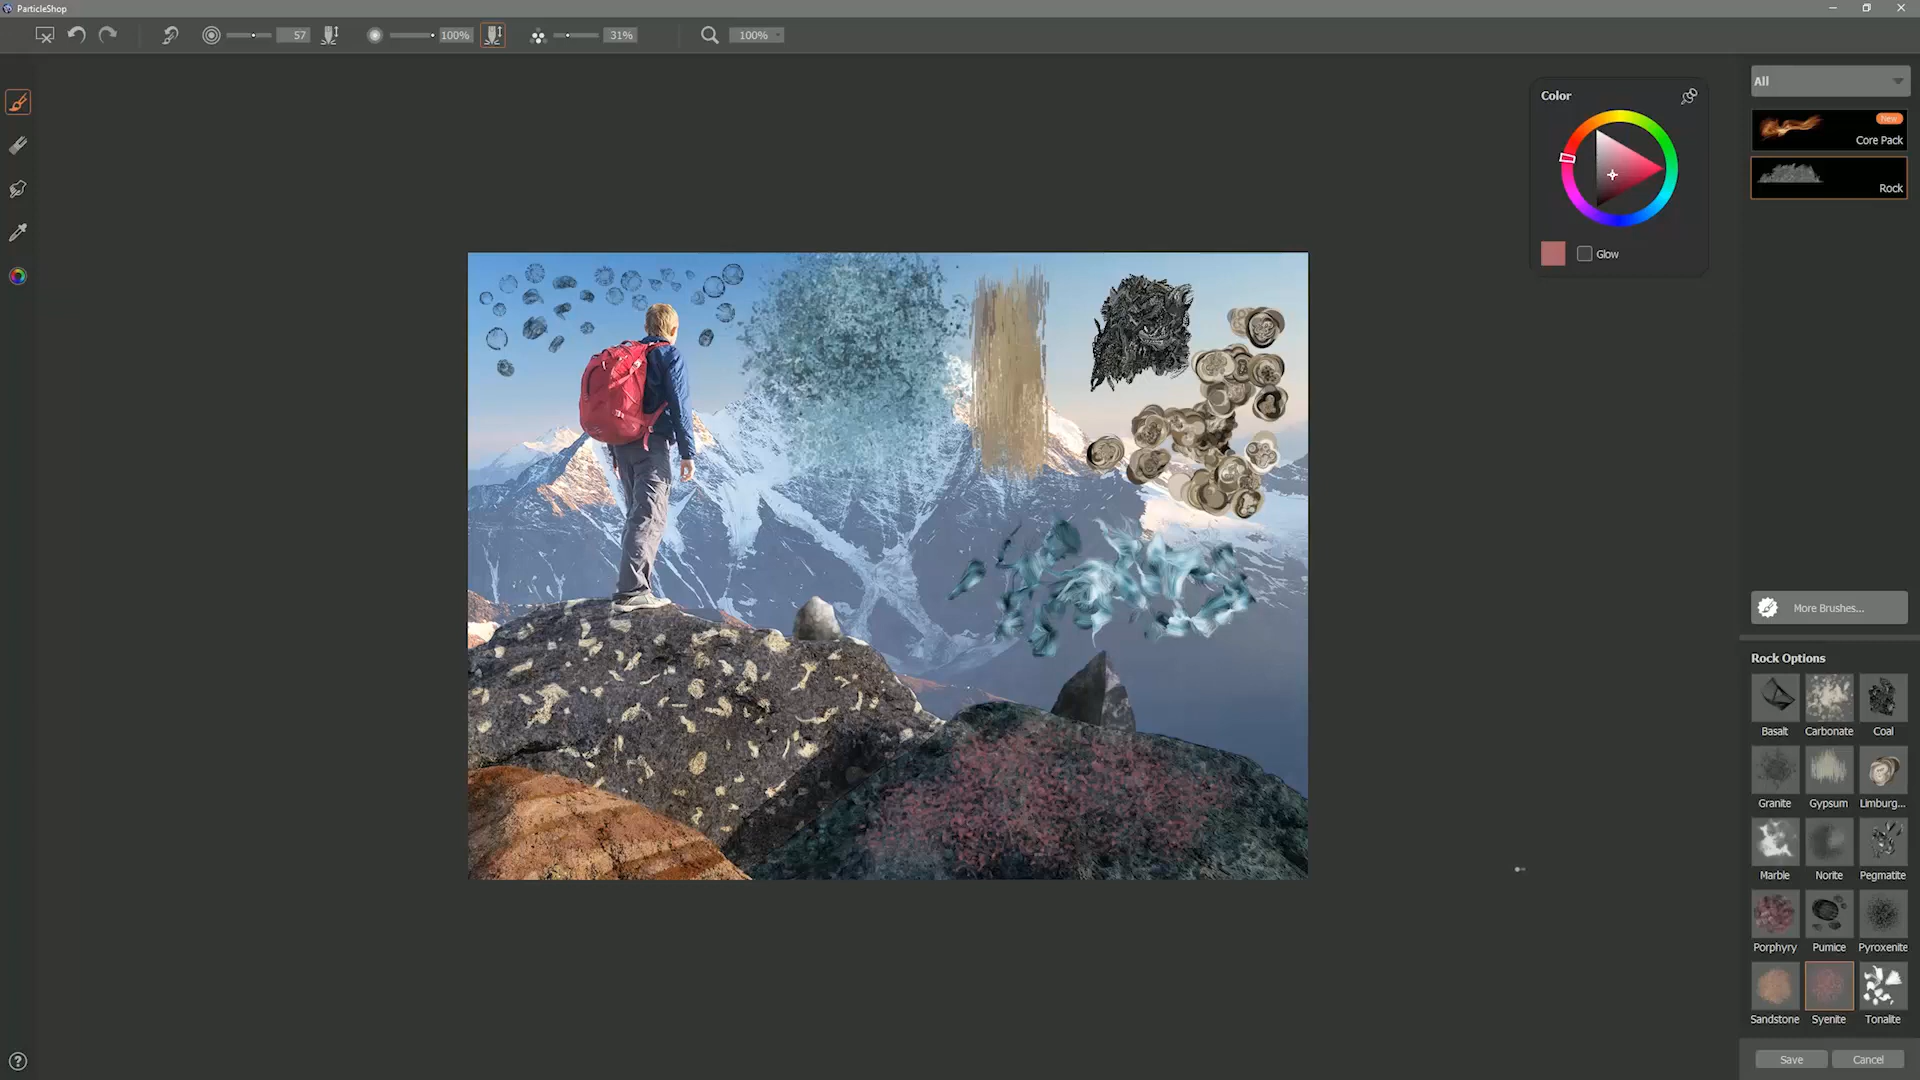 ParticleShop
57
100%
31%
100%
Color
Glow
All
New
Core Pack
Rock
More Brushes...
Rock Options
Basalt
Carbonate
Coal
Granite
Gypsum
Limburg...
Marble
Norite
Pegmatite
Porphyry
Pumice
Pyroxenite
Sandstone
Syenite
Tonalite
Save
Cancel